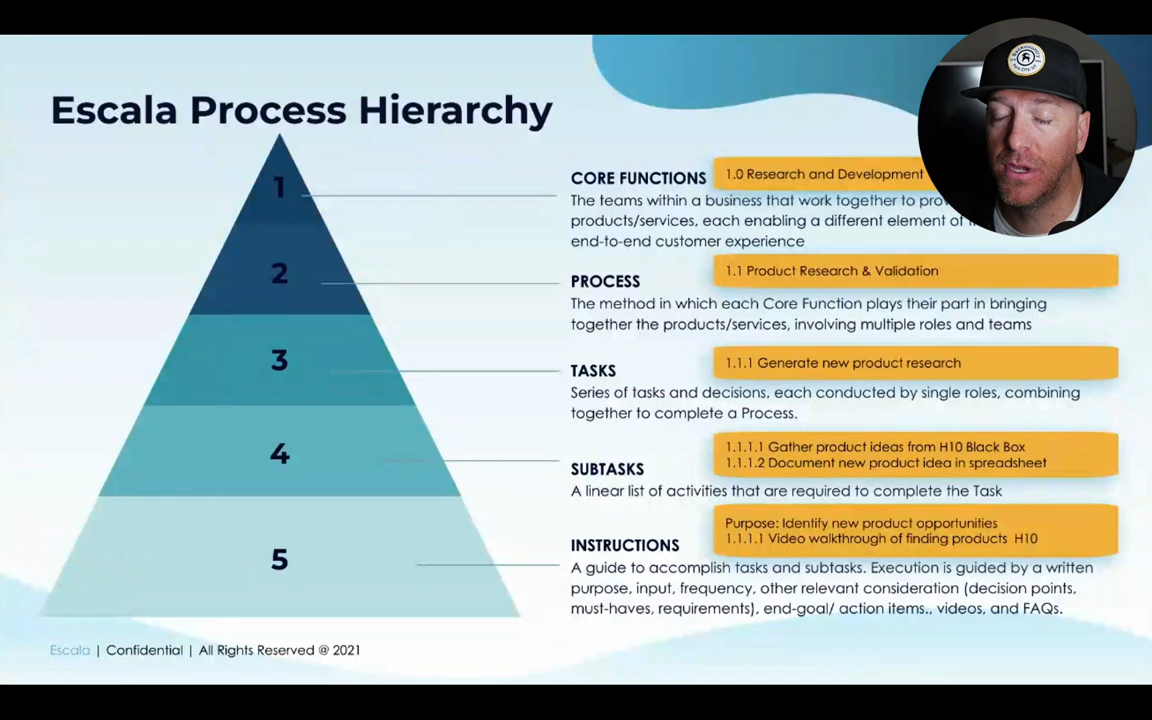 Escala Process Hierarchy
1
CORE FUNCTIONS
1.0 Research and Development
The teams within a business that work together to
products/services, each enabling a different element of
end-to-end customer experience
2
PROCESS
1.1 Product Research & Validation
The method in which each Core Function plays their part in bringing
together the products/services, involving multiple roles and teams
3
TASKS
1.1.1 Generate new product research
Series of tasks and decisions, each conducted by single roles, combining
together to complete a Process.
4
SUBTASKS
1.1.1.1 Gather product ideas from H10 Black Box
1.1.1.2 Document new product idea in spreadsheet
A linear list of activities that are required to complete the Task
5
INSTRUCTIONS
Purpose: Identify new product opportunities
1.1.1.1 Video walkthrough of finding products H10
A guide to accomplish tasks and subtasks. Execution is guided by a written
purpose, input, frequency, other relevant consideration (decision points,
must-haves, requirements), end-goal/ action items., videos, and FAQs.
Escala | Confidential | All Rights Reserved @ 2021